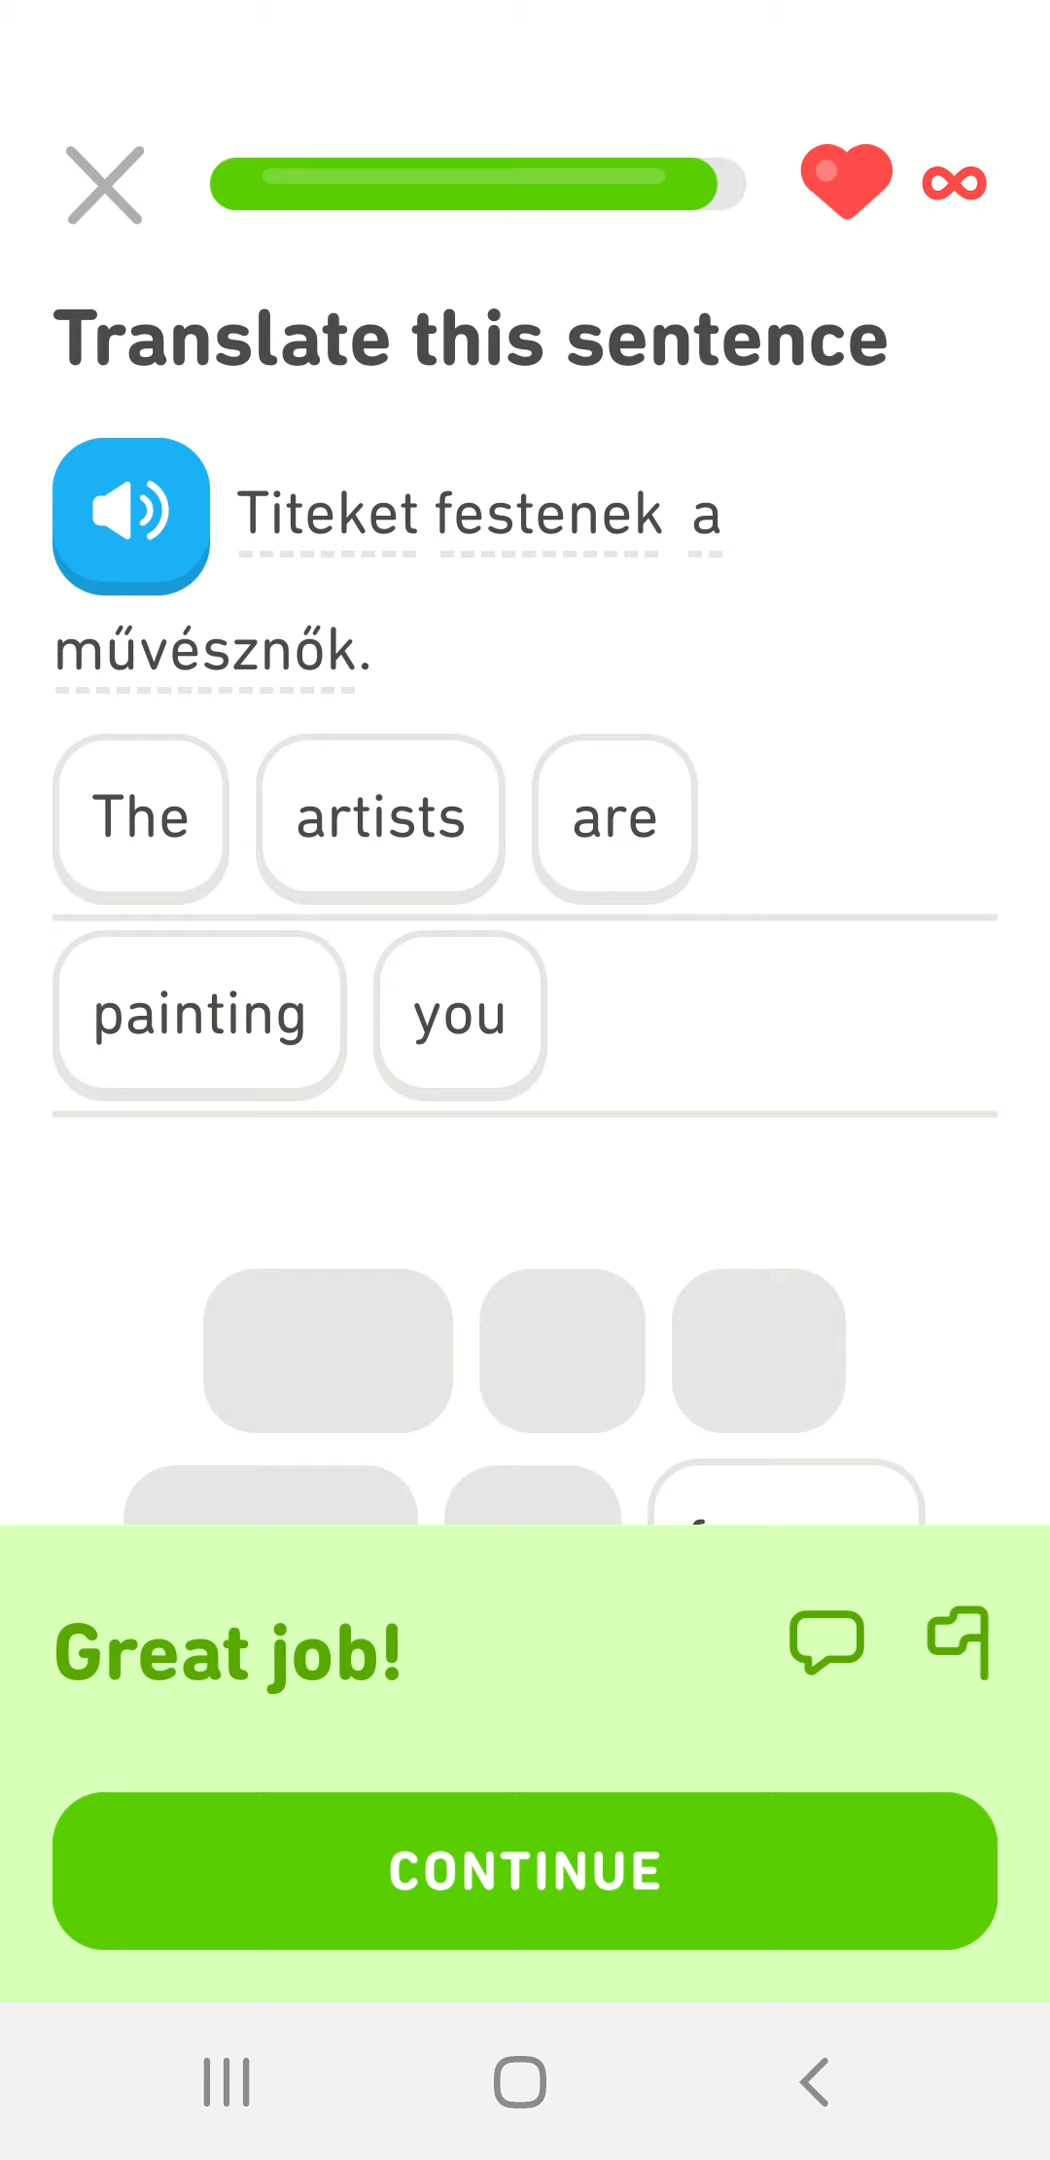 Translate this sentence
Titeket festenek a
művésznők.
The artists are
painting you
Great job!
CONTINUE